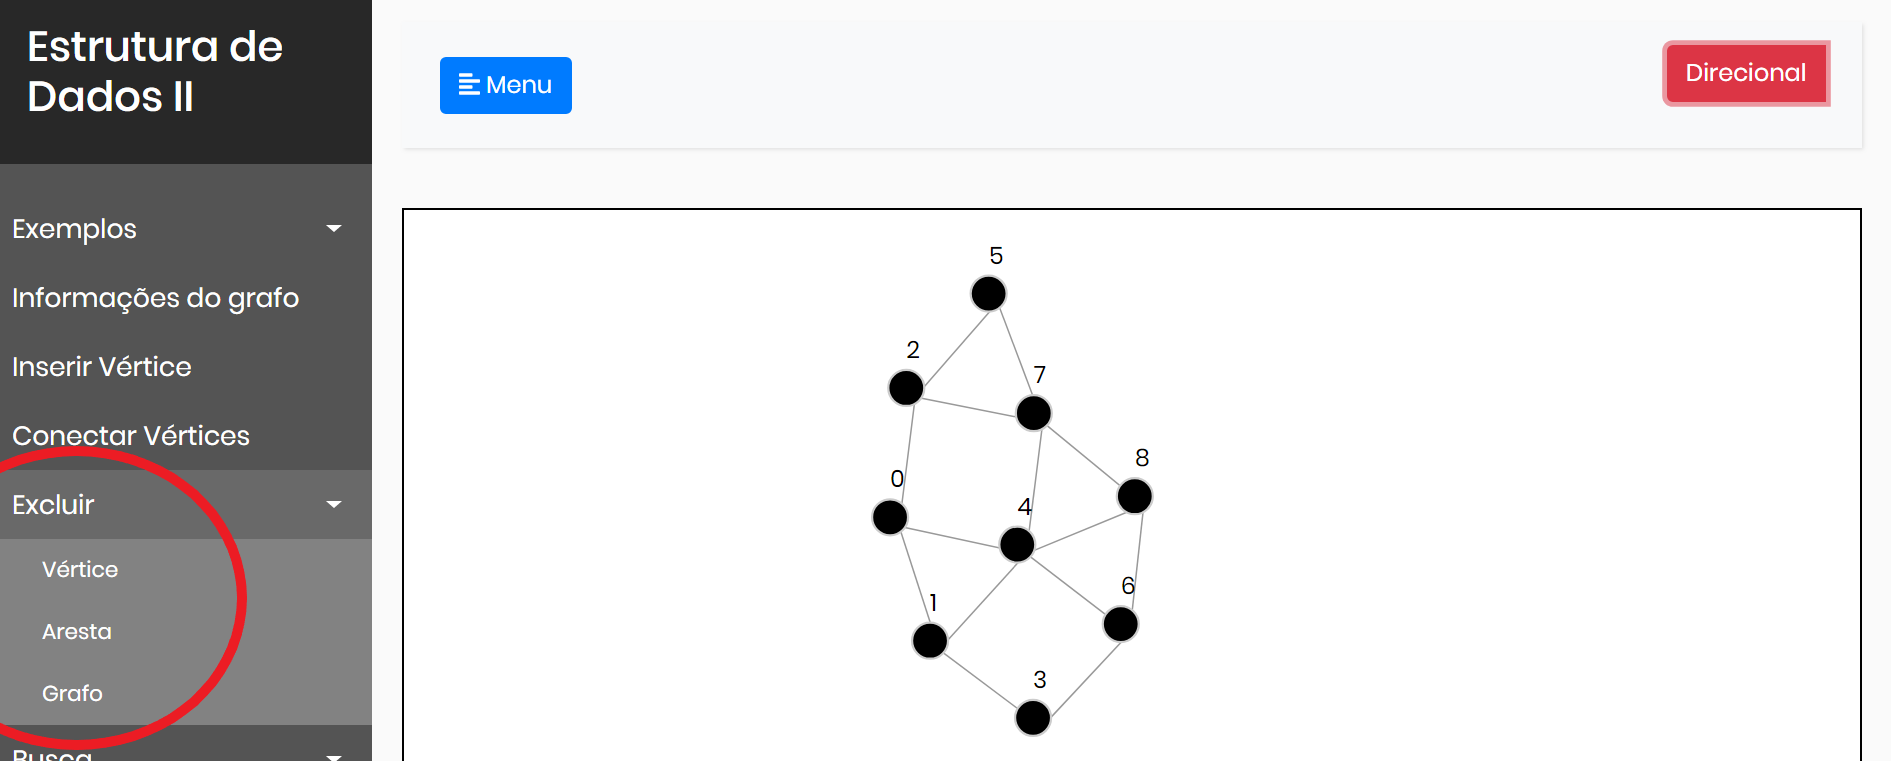 Estrutura de
Dados II
Menu
Direcional
Exemplos
Informações do grafo
Inserir Vértice
Conectar Vértices
Excluir
Vértice
Aresta
Grafo
Busca
5
2
7
8
0
4
6
1
3